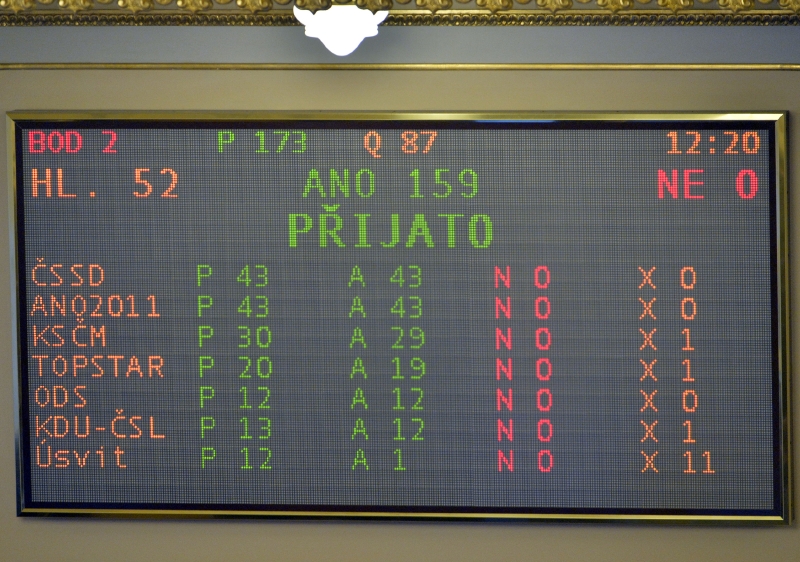 BOD 2 P 173 Q 87 12:20
HL. 52 ANO 159 NE 0
PŘIJATO
ČSSD P 43 A 43 N 0 X 0
ANO2011 P 43 A 43 N 0 X 0
KSČM P 30 A 29 N 0 X 1
TOPSTAR P 20 A 19 N 0 X 1
ODS P 12 A 12 N 0 X 0
KDU-ČSL P 13 A 12 N 0 X 1
Úsvit P 12 A 1 N 0 X 11